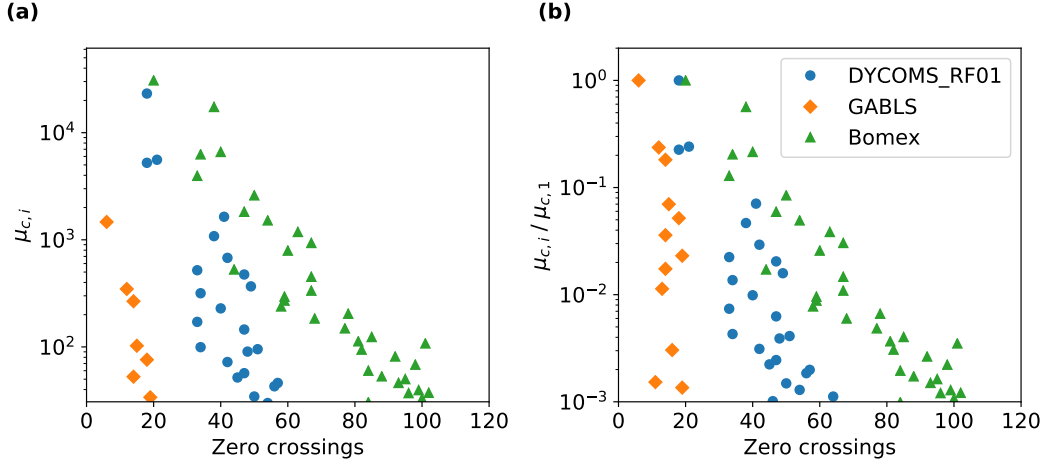 (a)
(b)
10⁴
10³
10²
μ_{c,i}
0 20 40 60 80 100 120
Zero crossings
10⁰
10⁻¹
10⁻²
10⁻³
μ_{c,i} / μ_{c,1}
DYCOMS_RF01
GABLS
Bomex
0 20 40 60 80 100 120
Zero crossings